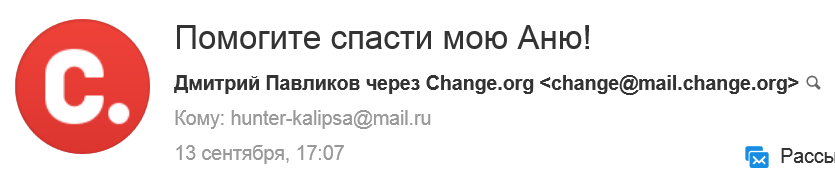 Помогите спасти мою Аню!
C.
Дмитрий Павликов через Change.org <change@mail.change.org>
Кому: hunter-kalipsa@mail.ru
13 сентября, 17:07
Рассы